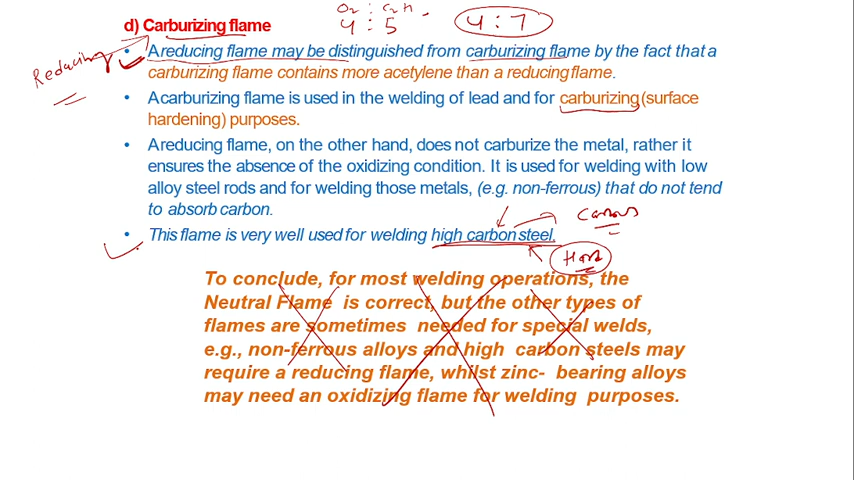 O2 : C2H
d) Carburizing flame 4 : 5 4 : 7
Reducing
• A reducing flame may be distinguished from carburizing flame by the fact that a
carburizing flame contains more acetylene than a reducing flame.
• A carburizing flame is used in the welding of lead and for carburizing (surface
hardening) purposes.
• A reducing flame, on the other hand, does not carburize the metal, rather it
ensures the absence of the oxidizing condition. It is used for welding with low
alloy steel rods and for welding those metals, (e.g. non-ferrous) that do not tend
to absorb carbon.
• This flame is very well used for welding high carbon steel.
Hard
To conclude, for most welding operations, the
Neutral Flame is correct, but the other types of
flames are sometimes needed for special welds,
e.g., non-ferrous alloys and high carbon steels may
require a reducing flame, whilst zinc- bearing alloys
may need an oxidizing flame for welding purposes.